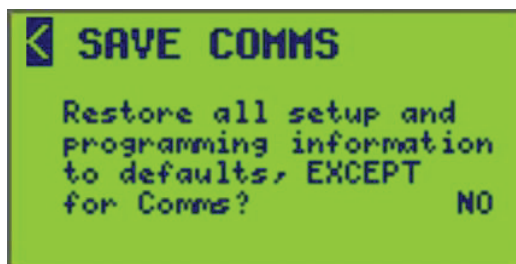 < SAVE COMMS
Restore all setup and
programming information
to defaults, EXCEPT
for Comms? NO